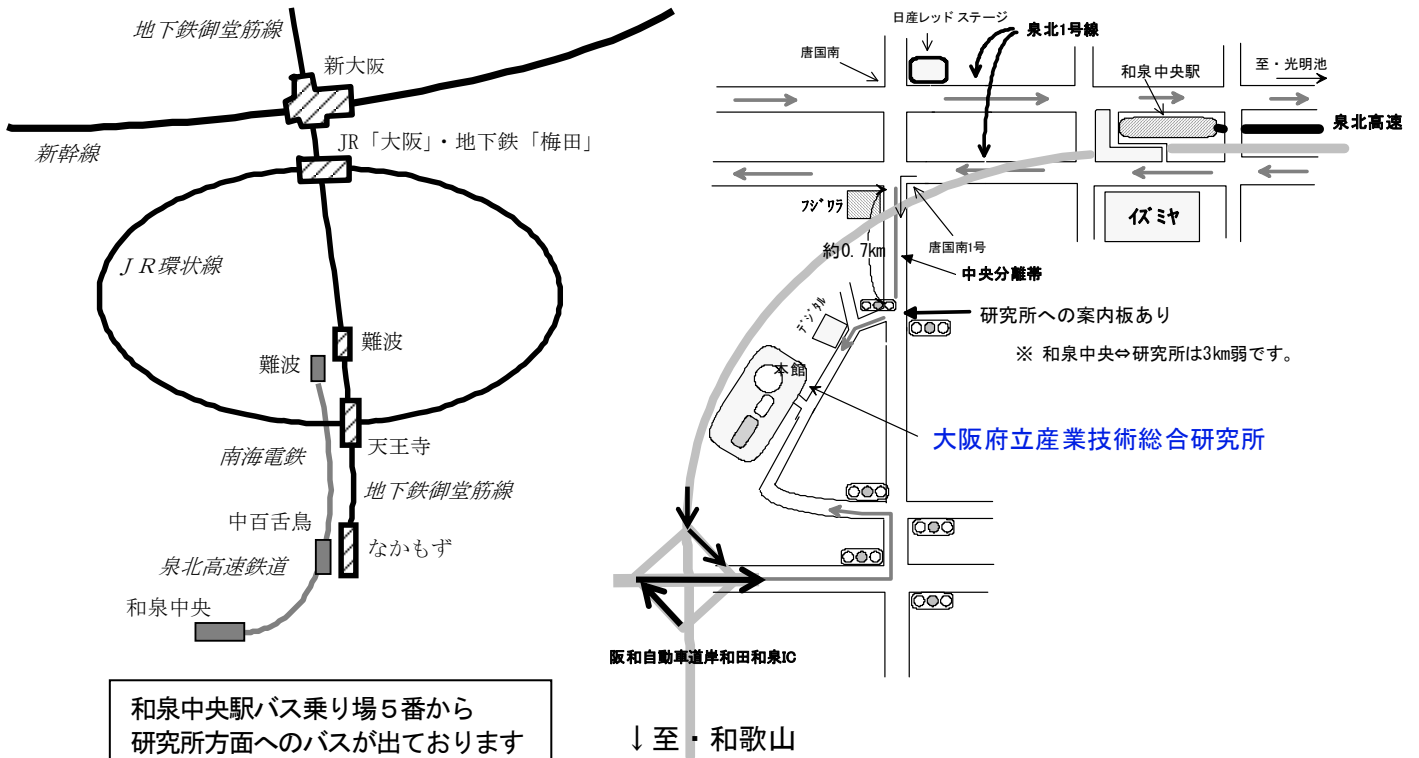 地下鉄御堂筋線
新大阪
新幹線
JR「大阪」・地下鉄「梅田」
JR環状線
難波
難波
天王寺
南海電鉄
地下鉄御堂筋線
中百舌鳥
なかもず
泉北高速鉄道
和泉中央
和泉中央駅バス乗り場5番から
研究所方面へのバスが出ております
日産レッドステージ
泉北1号線
唐国南
和泉中央駅
至・光明池
泉北高速
フジワラ
イズミヤ
唐国南1号
約0.7km
中央分離帯
デジタル
研究所への案内板あり
※ 和泉中央⇔研究所は3km弱です。
本館
大阪府立産業技術総合研究所
阪和自動車道岸和田和泉IC
↓至・和歌山